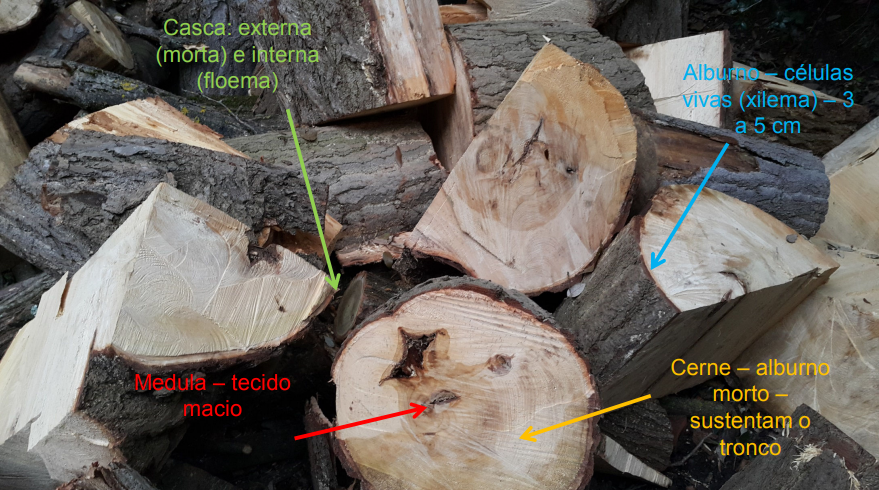 Casca: externa
(morta) e interna
(floema)
Alburno – células
vivas (xilema) – 3
a 5 cm
Medula – tecido
macio
Cerne – alburno
morto –
sustentam o
tronco